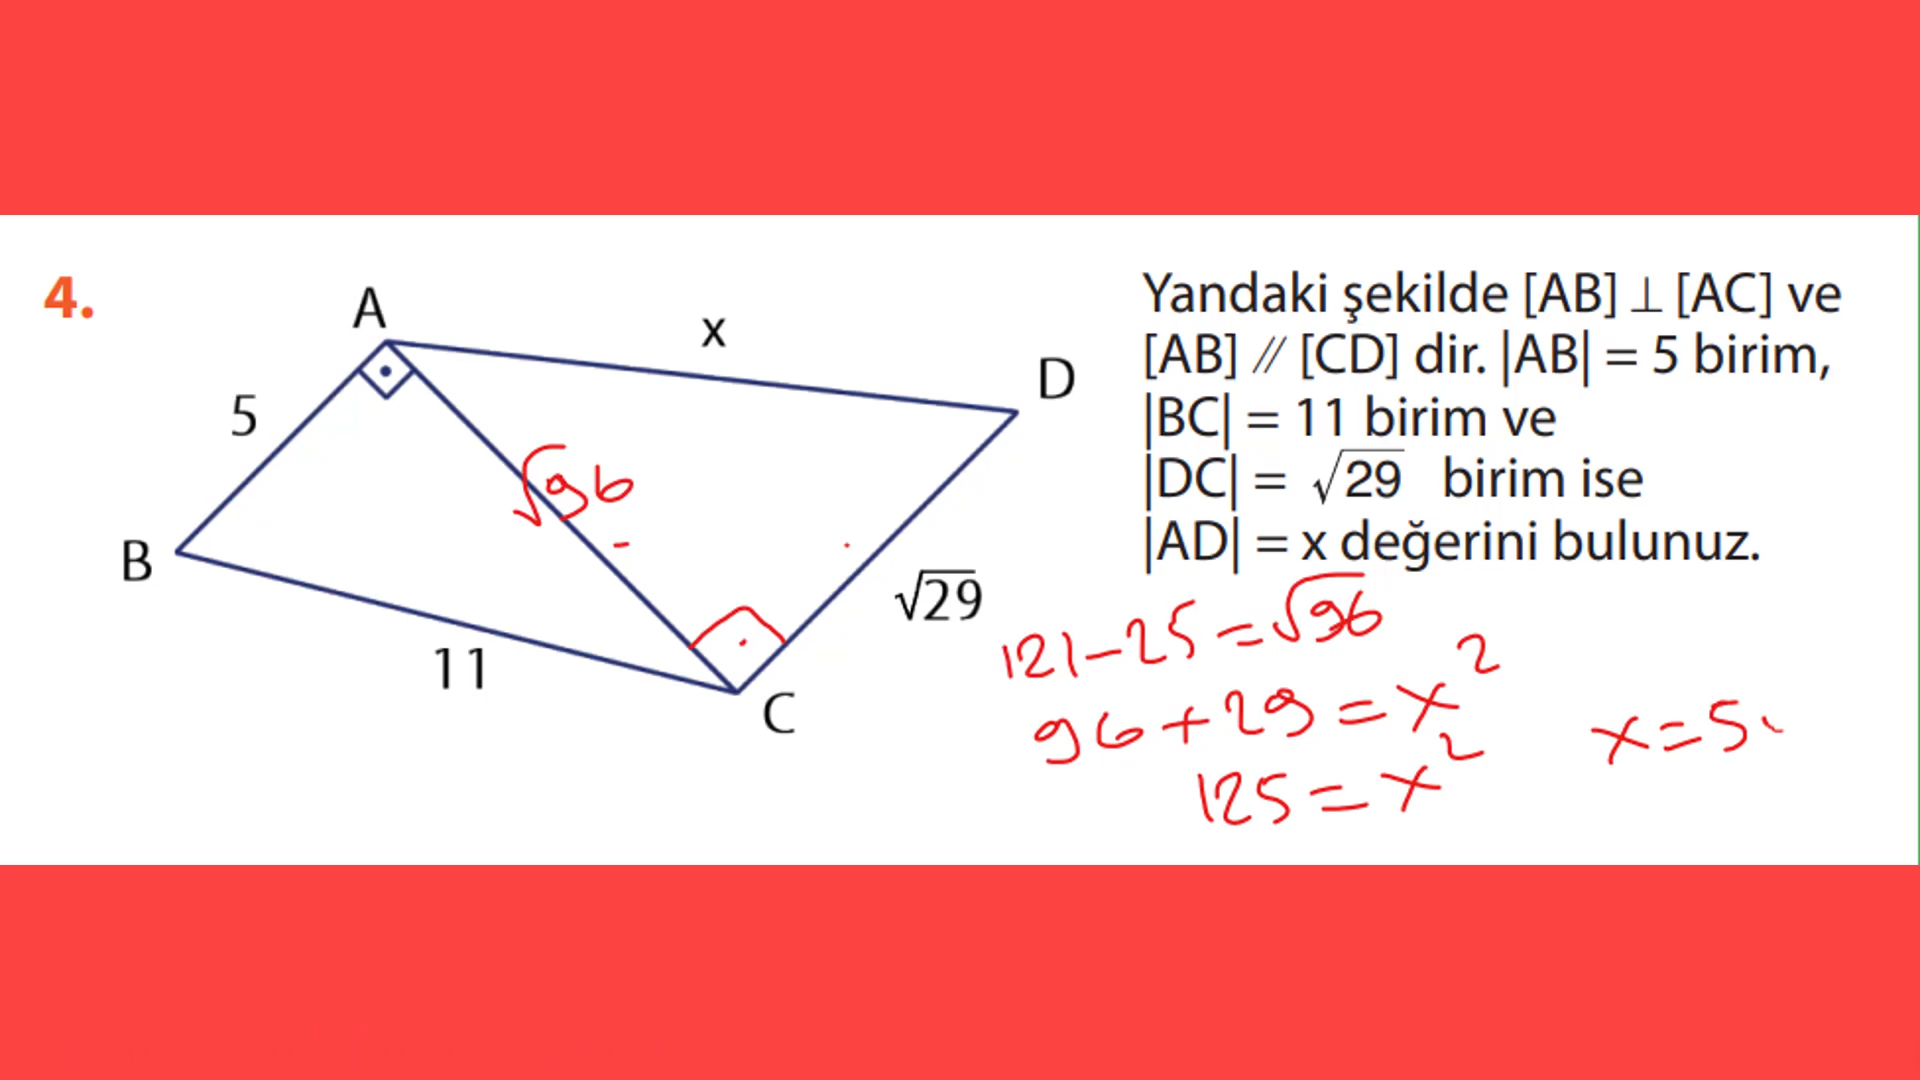 4.
A
x
D
5
√96
B
√29
11
C
Yandaki şekilde [AB] ⊥ [AC] ve
[AB] // [CD] dir. |AB| = 5 birim,
|BC| = 11 birim ve
|DC| = √29 birim ise
|AD| = x değerini bulunuz.
121-25=√96
96+29=x²
125=x²
x=5